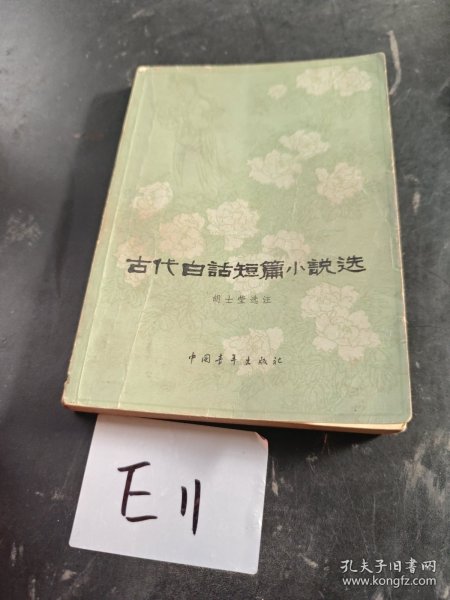 古代白話短篇小説选
胡士莹选注
中国青年出版社
E11
孔夫子旧书网
www.kongfz.com